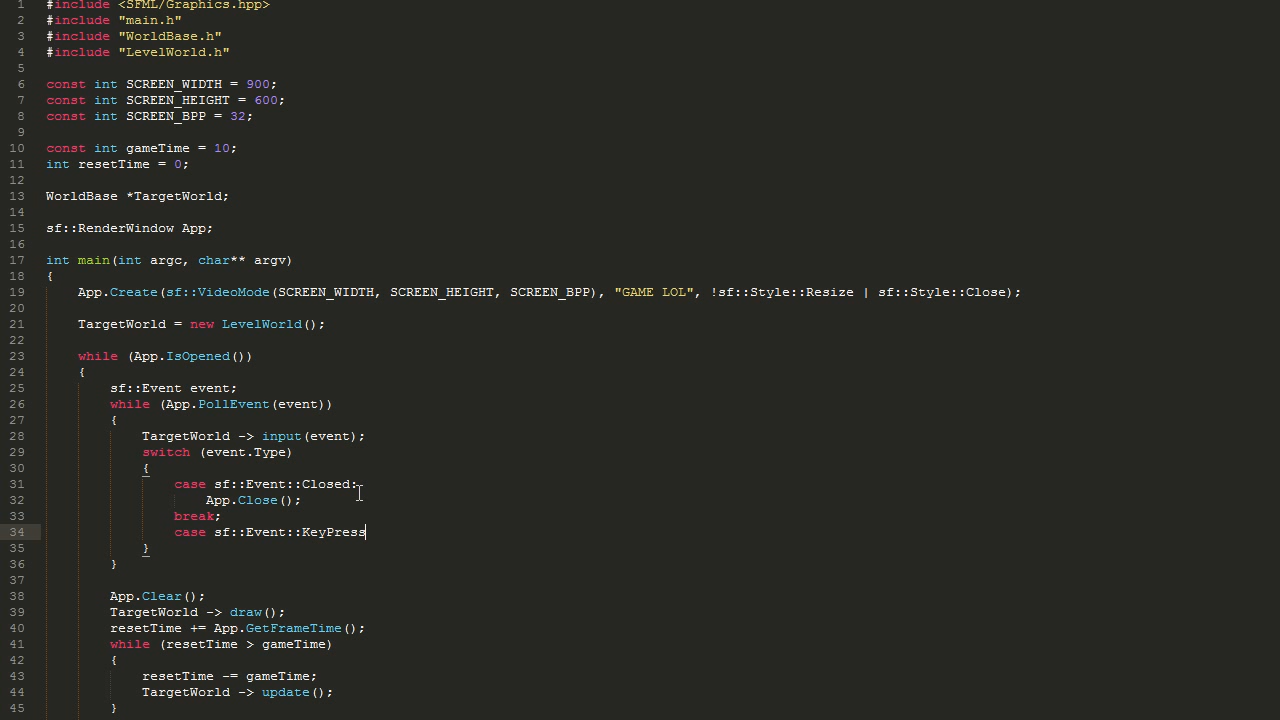 1 #include <SFML/Graphics.hpp>
2 #include "main.h"
3 #include "WorldBase.h"
4 #include "LevelWorld.h"
5
6 const int SCREEN_WIDTH = 900;
7 const int SCREEN_HEIGHT = 600;
8 const int SCREEN_BPP = 32;
9
10 const int gameTime = 10;
11 int resetTime = 0;
12
13 WorldBase *TargetWorld;
14
15 sf::RenderWindow App;
16
17 int main(int argc, char** argv)
18 {
19 App.Create(sf::VideoMode(SCREEN_WIDTH, SCREEN_HEIGHT, SCREEN_BPP), "GAME LOL", !sf::Style::Resize | sf::Style::Close);
20
21 TargetWorld = new LevelWorld();
22
23 while (App.IsOpened())
24 {
25 sf::Event event;
26 while (App.PollEvent(event))
27 {
28 TargetWorld -> input(event);
29 switch (event.Type)
30 {
31 case sf::Event::Closed:
32 App.Close();
33 break;
34 case sf::Event::KeyPress
35 }
36 }
37
38 App.Clear();
39 TargetWorld -> draw();
40 resetTime += App.GetFrameTime();
41 while (resetTime > gameTime)
42 {
43 resetTime -= gameTime;
44 TargetWorld -> update();
45 }